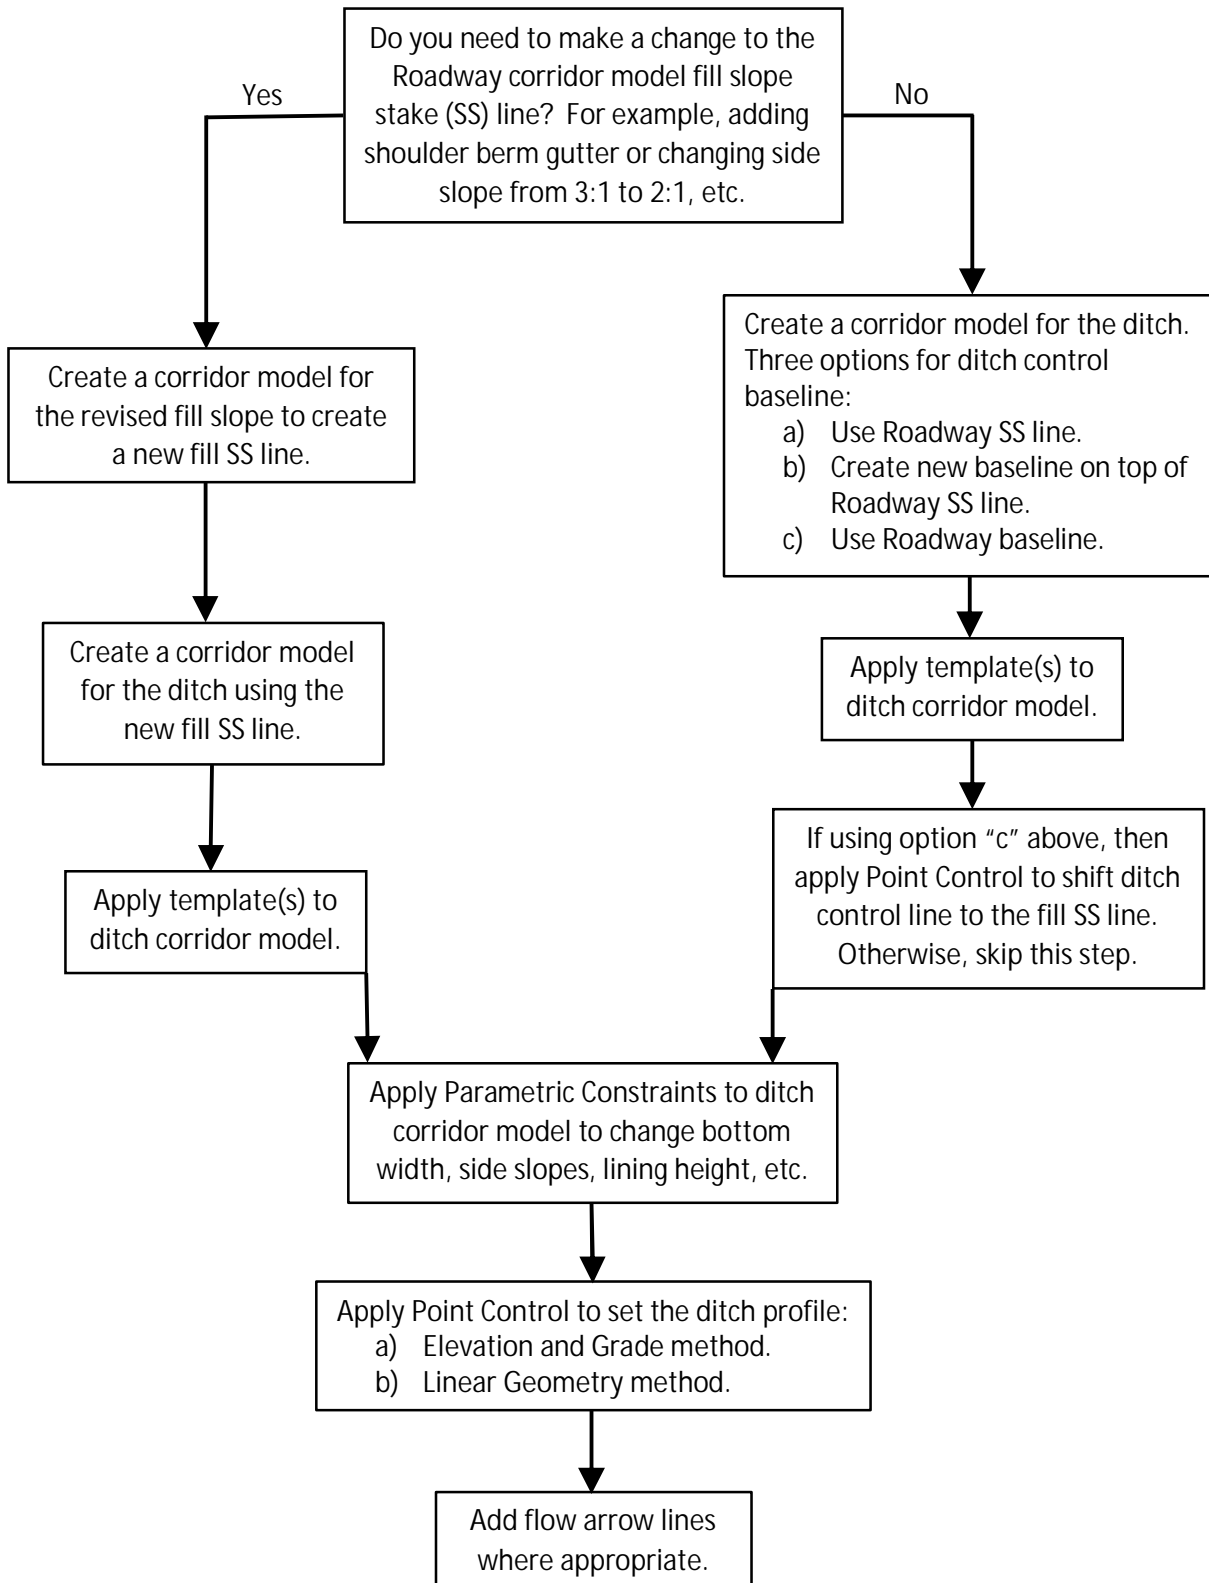 Do you need to make a change to the
Roadway corridor model fill slope
stake (SS) line? For example, adding
shoulder berm gutter or changing side
slope from 3:1 to 2:1, etc.
Yes
No
Create a corridor model for
the revised fill slope to create
a new fill SS line.
Create a corridor model
for the ditch using the
new fill SS line.
Apply template(s) to
ditch corridor model.
Create a corridor model for the ditch.
Three options for ditch control
baseline:
a) Use Roadway SS line.
b) Create new baseline on top of
Roadway SS line.
c) Use Roadway baseline.
Apply template(s) to
ditch corridor model.
If using option “c” above, then
apply Point Control to shift ditch
control line to the fill SS line.
Otherwise, skip this step.
Apply Parametric Constraints to ditch
corridor model to change bottom
width, side slopes, lining height, etc.
Apply Point Control to set the ditch profile:
a) Elevation and Grade method.
b) Linear Geometry method.
Add flow arrow lines
where appropriate.